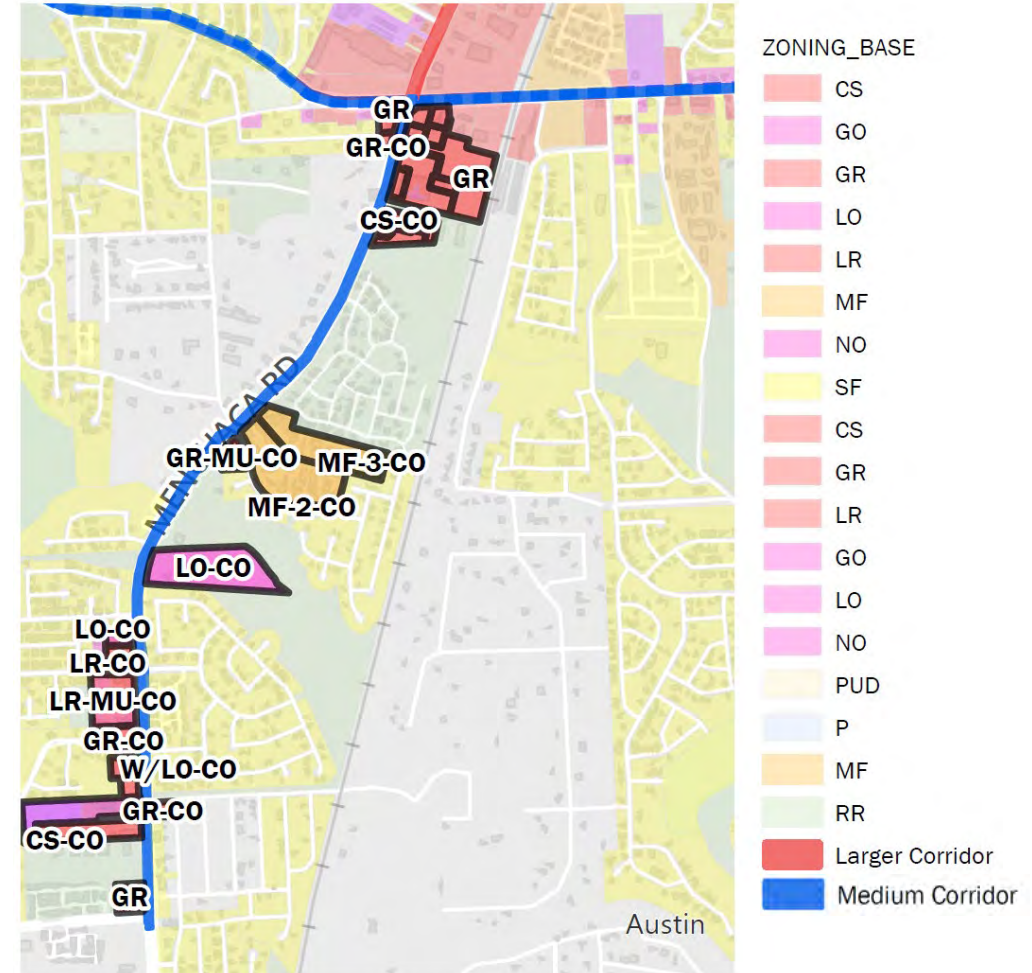 GR
GR-CO
GR
CS-CO
MENCHACA RD
GR-MU-CO
MF-3-CO
MF-2-CO
LO-CO
LO-CO
LR-CO
LR-MU-CO
GR-CO
W/LO-CO
GR-CO
CS-CO
GR
Austin
ZONING_BASE
CS
GO
GR
LO
LR
MF
NO
SF
CS
GR
LR
GO
LO
NO
PUD
P
MF
RR
Larger Corridor
Medium Corridor